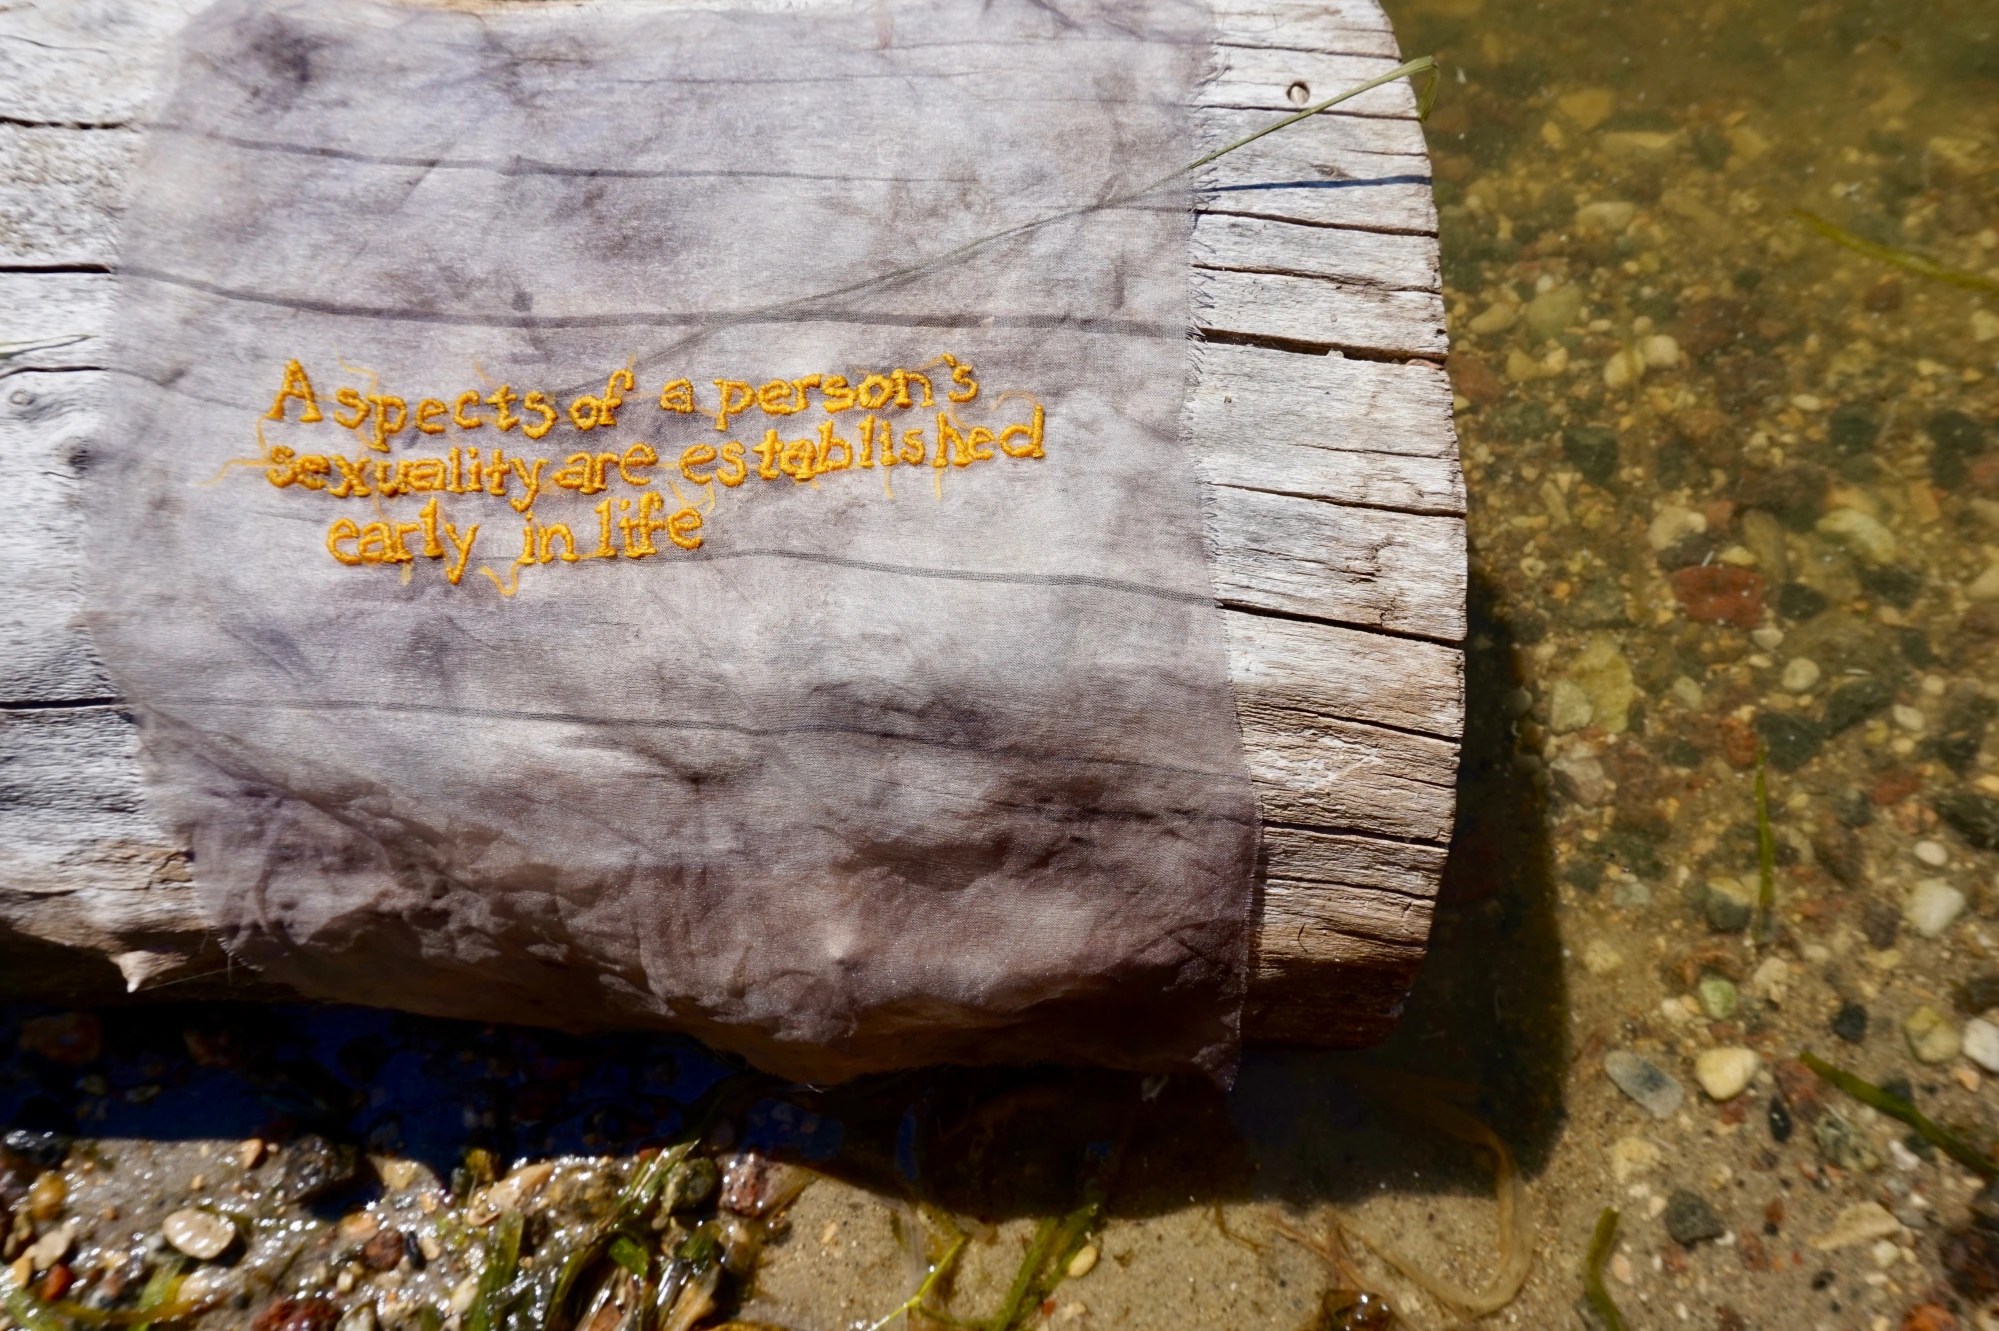 Aspects of a person's
sexuality are established
early in life